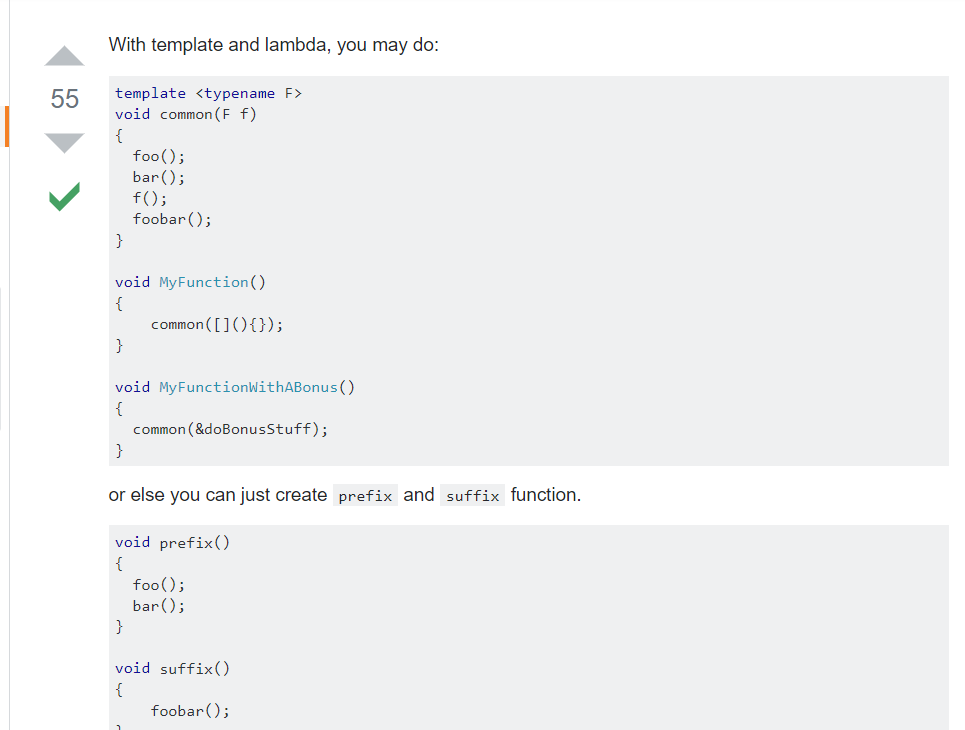 With template and lambda, you may do:
55
template <typename F>
void common(F f)
{
  foo();
  bar();
  f();
  foobar();
}

void MyFunction()
{
    common([](){});
}

void MyFunctionWithABonus()
{
  common(&doBonusStuff);
}
or else you can just create prefix and suffix function.
void prefix()
{
  foo();
  bar();
}

void suffix()
{
    foobar();
}